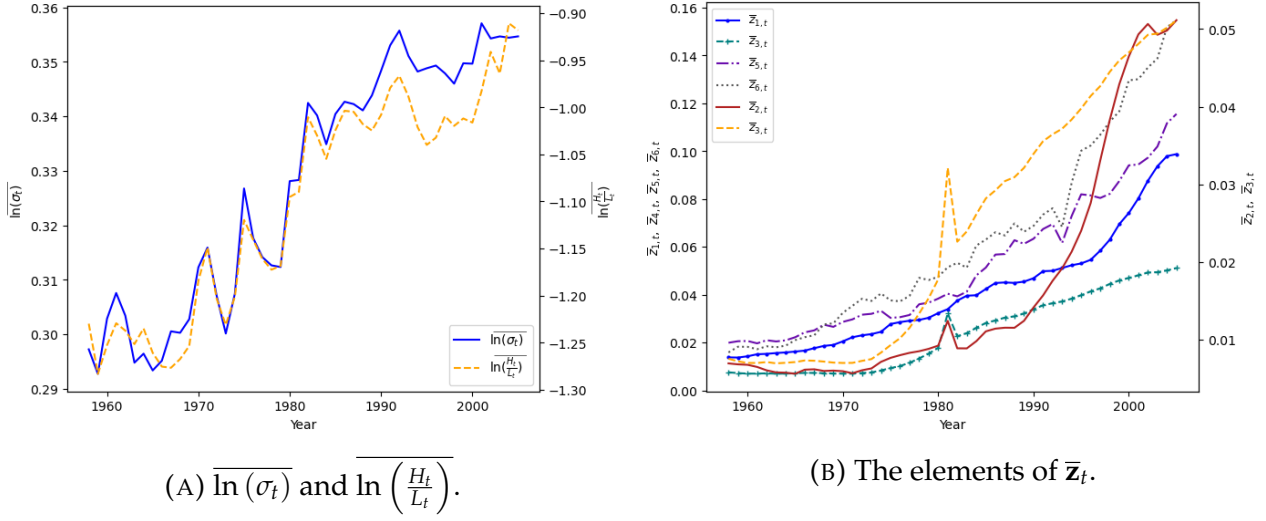 0.36
0.35
0.34
0.33
0.32
0.31
0.30
0.29
ln(σₜ)
1960 1970 1980 1990 2000
Year
−0.90
−0.95
−1.00
−1.05
−1.10
−1.15
−1.20
−1.25
−1.30
ln(Hₜ/Lₜ)
ln(σₜ)
ln(Hₜ/Lₜ)
(A) ln (σₜ) and ln (Hₜ/Lₜ).
0.16
0.14
0.12
0.10
0.08
0.06
0.04
0.02
0.00
z̅₁,ₜ, z̅₄,ₜ, z̅₅,ₜ, z̅₆,ₜ
1960 1970 1980 1990 2000
Year
0.05
0.04
0.03
0.02
0.01
z̅₂,ₜ, z̅₃,ₜ
z̅₁,ₜ
z̅₃,ₜ
z̅₅,ₜ
z̅₆,ₜ
z̅₂,ₜ
z̅₃,ₜ
(B) The elements of z̅ₜ.